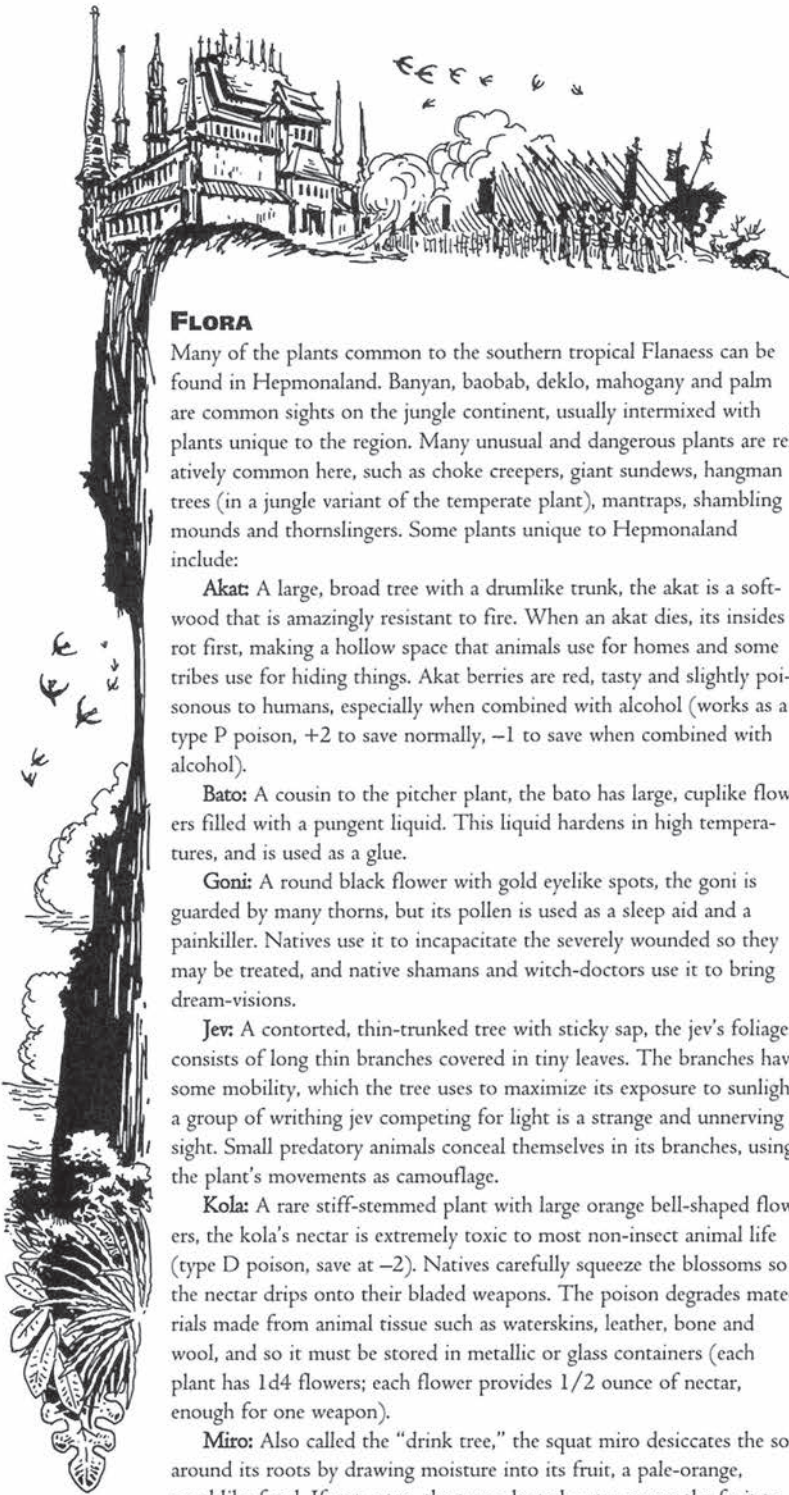 FLORA
Many of the plants common to the southern tropical Flanaess can be
found in Hepmonaland. Banyan, baobab, deklo, mahogany and palm
are common sights on the jungle continent, usually intermixed with
plants unique to the region. Many unusual and dangerous plants are re
atively common here, such as choke creepers, giant sundews, hangman
trees (in a jungle variant of the temperate plant), mantraps, shambling
mounds and thornslingers. Some plants unique to Hepmonaland
include:
Akat: A large, broad tree with a drumlike trunk, the akat is a soft-
wood that is amazingly resistant to fire. When an akat dies, its insides
rot first, making a hollow space that animals use for homes and some
tribes use for hiding things. Akat berries are red, tasty and slightly poi-
sonous to humans, especially when combined with alcohol (works as a
type P poison, +2 to save normally, –1 to save when combined with
alcohol).
Bato: A cousin to the pitcher plant, the bato has large, cuplike flow
ers filled with a pungent liquid. This liquid hardens in high tempera-
tures, and is used as a glue.
Goni: A round black flower with gold eyelike spots, the goni is
guarded by many thorns, but its pollen is used as a sleep aid and a
painkiller. Natives use it to incapacitate the severely wounded so they
may be treated, and native shamans and witch-doctors use it to bring
dream-visions.
Jev: A contorted, thin-trunked tree with sticky sap, the jev's foliage
consists of long thin branches covered in tiny leaves. The branches hav
some mobility, which the tree uses to maximize its exposure to sunligh
a group of writhing jev competing for light is a strange and unnerving
sight. Small predatory animals conceal themselves in its branches, using
the plant's movements as camouflage.
Kola: A rare stiff-stemmed plant with large orange bell-shaped flow
ers, the kola's nectar is extremely toxic to most non-insect animal life
(type D poison, save at –2). Natives carefully squeeze the blossoms so
the nectar drips onto their bladed weapons. The poison degrades mate
rials made from animal tissue such as waterskins, leather, bone and
wool, and so it must be stored in metallic or glass containers (each
plant has 1d4 flowers; each flower provides 1/2 ounce of nectar,
enough for one weapon).
Miro: Also called the "drink tree," the squat miro desiccates the so
around its roots by drawing moisture into its fruit, a pale-orange,